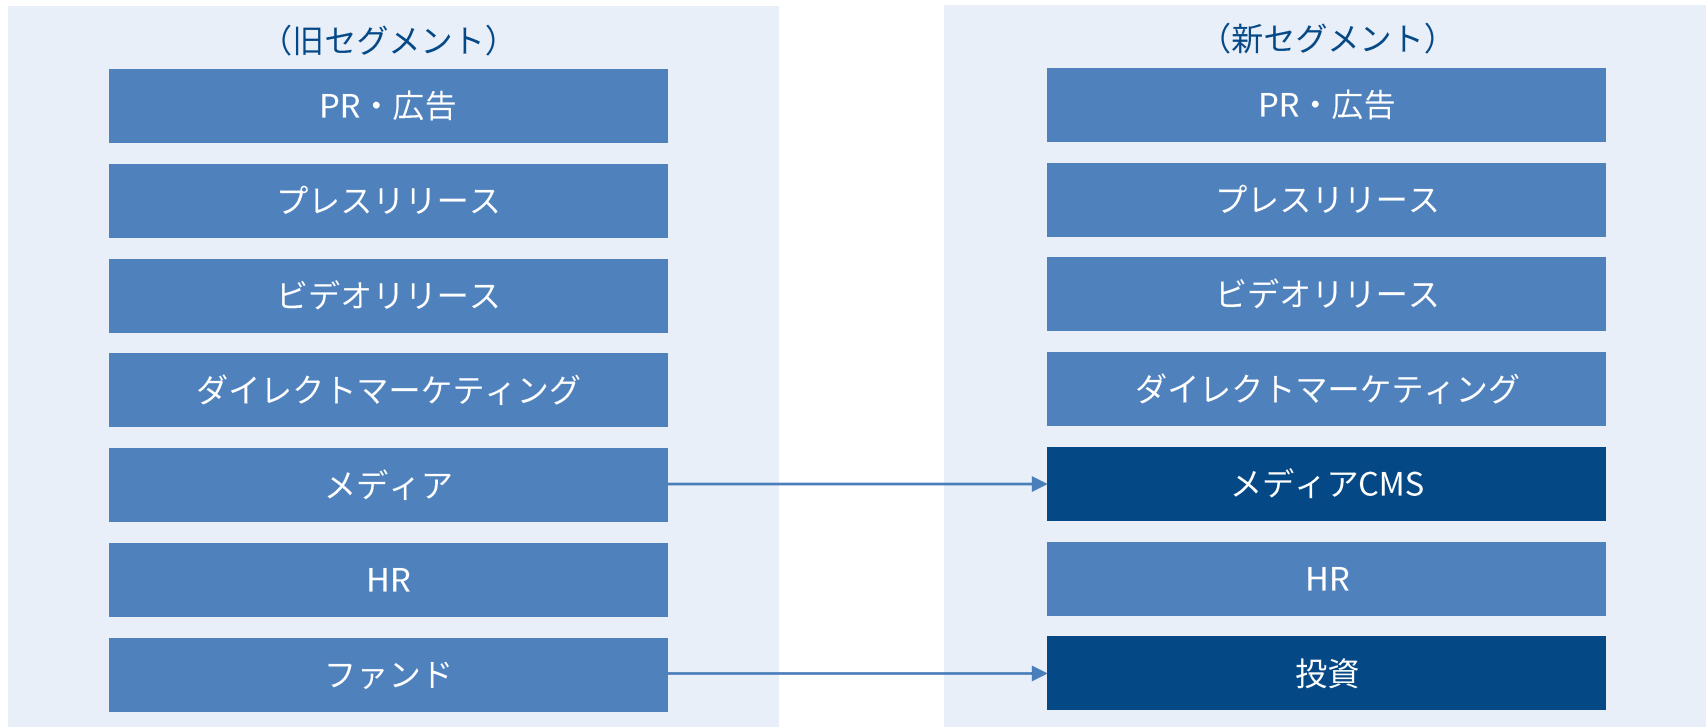 （旧セグメント）
PR・広告
プレスリリース
ビデオリリース
ダイレクトマーケティング
メディア
HR
ファンド
（新セグメント）
PR・広告
プレスリリース
ビデオリリース
ダイレクトマーケティング
メディアCMS
HR
投資